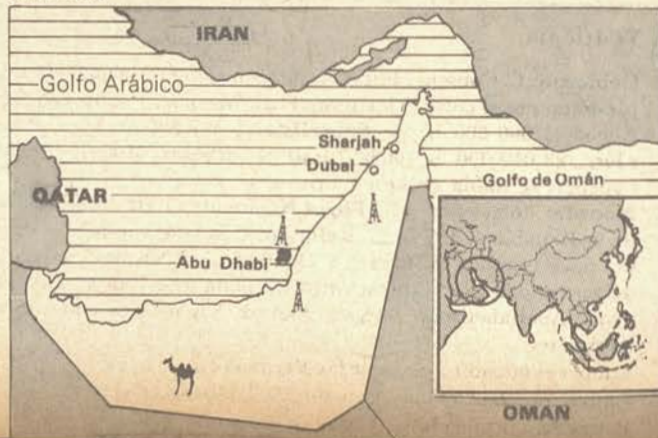 IRAN
Golfo Arábico
Sharjah
Dubai
QATAR
Golfo de Omán
Abu Dhabi
OMAN